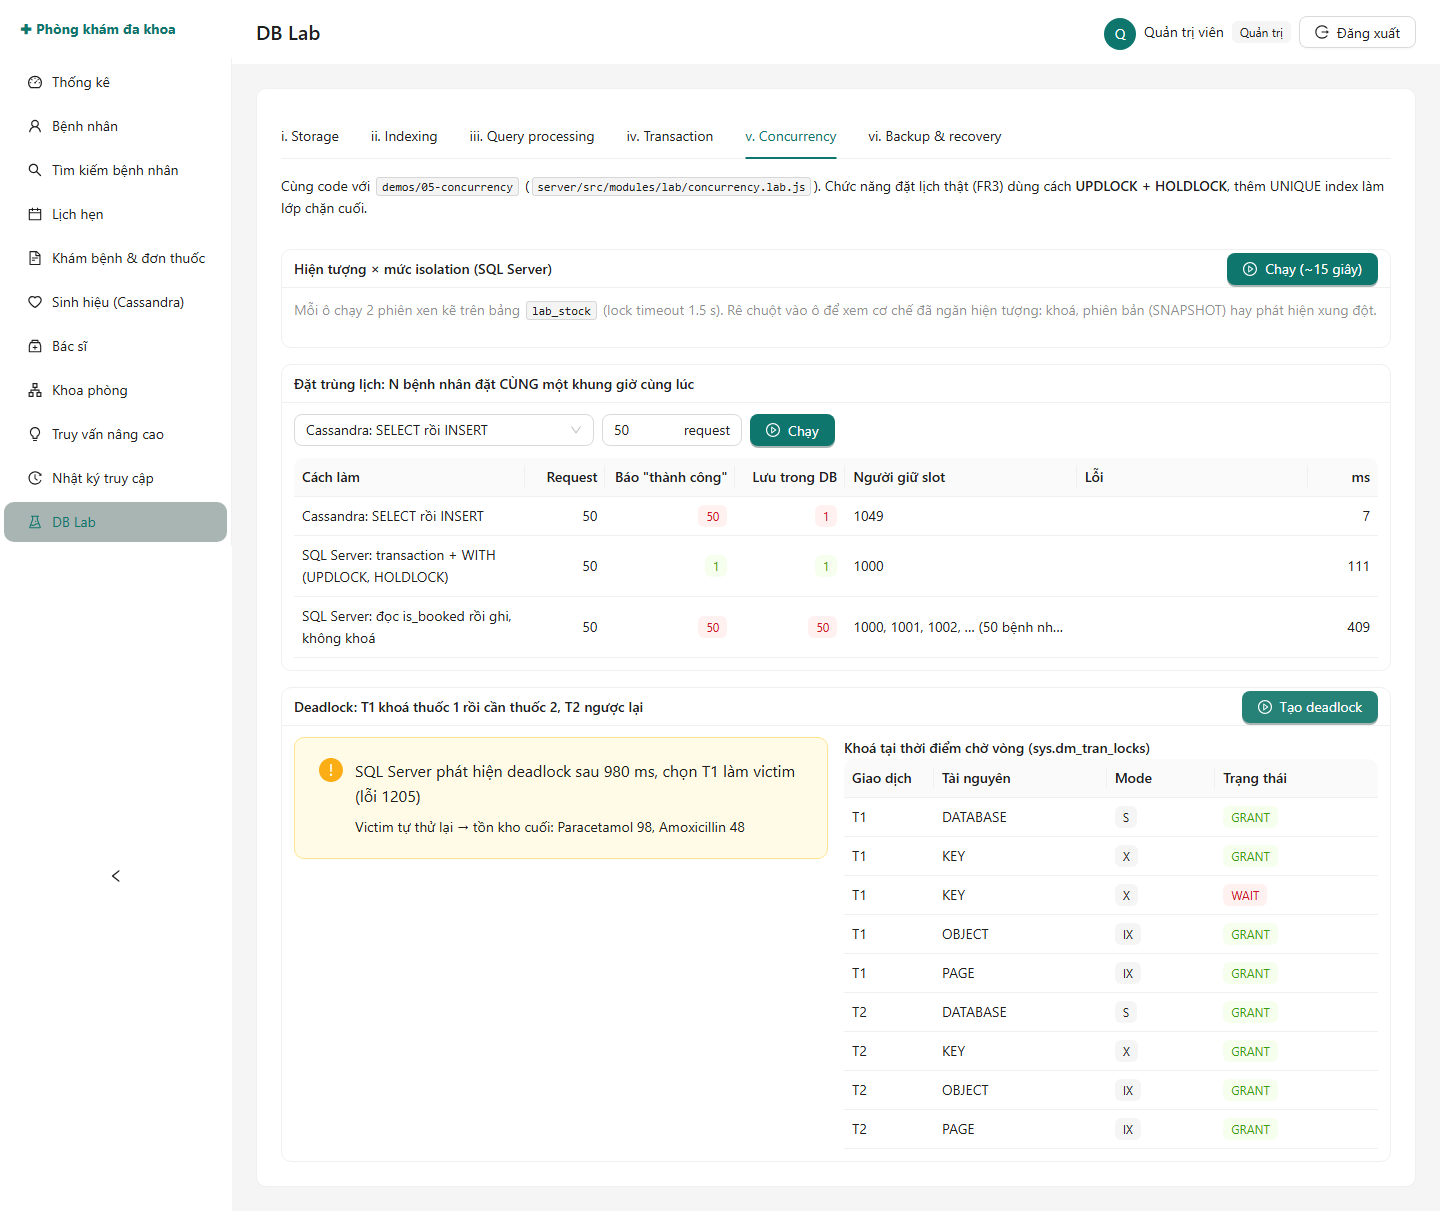 Phòng khám đa khoa
DB Lab
Q
Quản trị viên
Quản trị
Đăng xuất
Thống kê
Bệnh nhân
Tìm kiếm bệnh nhân
Lịch hẹn
Khám bệnh & đơn thuốc
Sinh hiệu (Cassandra)
Bác sĩ
Khoa phòng
Truy vấn nâng cao
Nhật ký truy cập
DB Lab
i. Storage
ii. Indexing
iii. Query processing
iv. Transaction
v. Concurrency
vi. Backup & recovery
Cùng code với demos/05-concurrency (server/src/modules/lab/concurrency.lab.js). Chức năng đặt lịch thật (FR3) dùng cách UPDLOCK + HOLDLOCK, thêm UNIQUE index làm
lớp chặn cuối.
Hiện tượng × mức isolation (SQL Server)
Chạy (~15 giây)
Mỗi ô chạy 2 phiên xen kẽ trên bảng lab_stock (lock timeout 1.5 s). Rê chuột vào ô để xem cơ chế đã ngăn hiện tượng: khoá, phiên bản (SNAPSHOT) hay phát hiện xung đột.
Đặt trùng lịch: N bệnh nhân đặt CÙNG một khung giờ cùng lúc
Cassandra: SELECT rồi INSERT
50 request
Chạy
Cách làm Request Báo "thành công" Lưu trong DB Người giữ slot Lỗi ms
Cassandra: SELECT rồi INSERT 50 50 1 1049 7
SQL Server: transaction + WITH
(UPDLOCK, HOLDLOCK) 50 1 1 1000 111
SQL Server: đọc is_booked rồi ghi,
không khoá 50 50 50 1000, 1001, 1002, ... (50 bệnh nh... 409
Deadlock: T1 khoá thuốc 1 rồi cần thuốc 2, T2 ngược lại
Tạo deadlock
SQL Server phát hiện deadlock sau 980 ms, chọn T1 làm victim
(lỗi 1205)
Victim tự thử lại → tồn kho cuối: Paracetamol 98, Amoxicillin 48
Khoá tại thời điểm chờ vòng (sys.dm_tran_locks)
Giao dịch Tài nguyên Mode Trạng thái
T1 DATABASE S GRANT
T1 KEY X GRANT
T1 KEY X WAIT
T1 OBJECT IX GRANT
T1 PAGE IX GRANT
T2 DATABASE S GRANT
T2 KEY X GRANT
T2 OBJECT IX GRANT
T2 PAGE IX GRANT